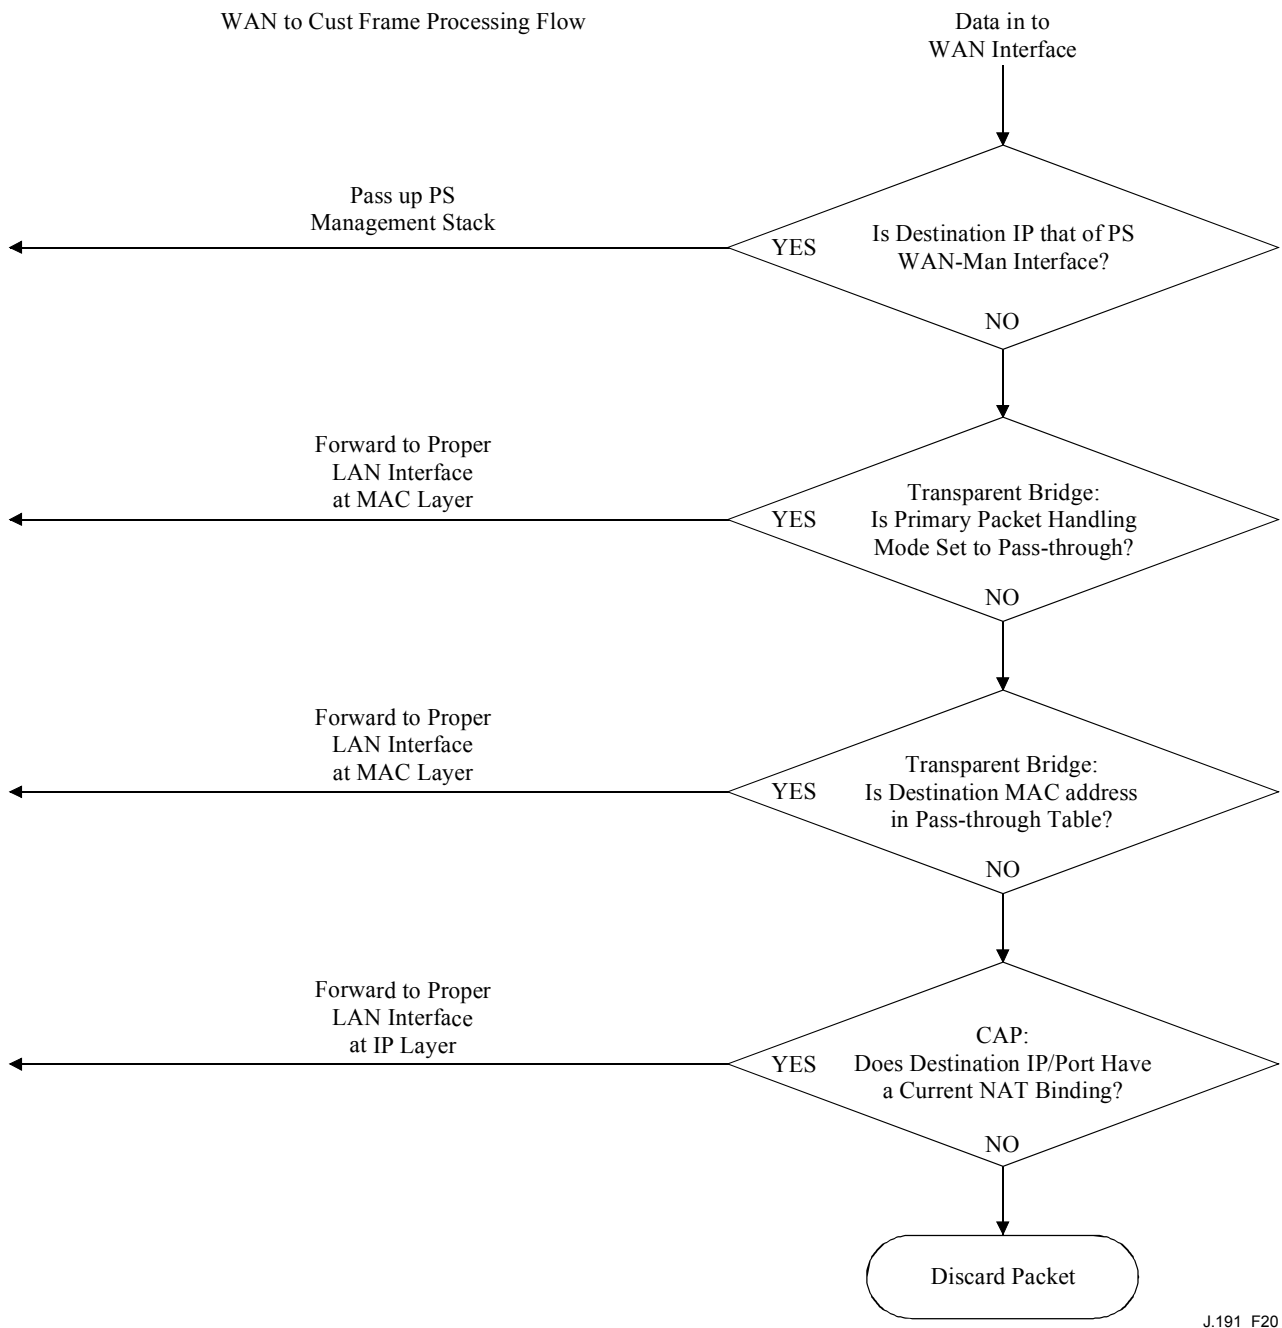 WAN to Cust Frame Processing Flow
Data in to
WAN Interface
Pass up PS
Management Stack
YES
Is Destination IP that of PS
WAN-Man Interface?
NO
Forward to Proper
LAN Interface
at MAC Layer
YES
Transparent Bridge:
Is Primary Packet Handling
Mode Set to Pass-through?
NO
Forward to Proper
LAN Interface
at MAC Layer
YES
Transparent Bridge:
Is Destination MAC address
in Pass-through Table?
NO
Forward to Proper
LAN Interface
at IP Layer
YES
CAP:
Does Destination IP/Port Have
a Current NAT Binding?
NO
Discard Packet
J.191_F20